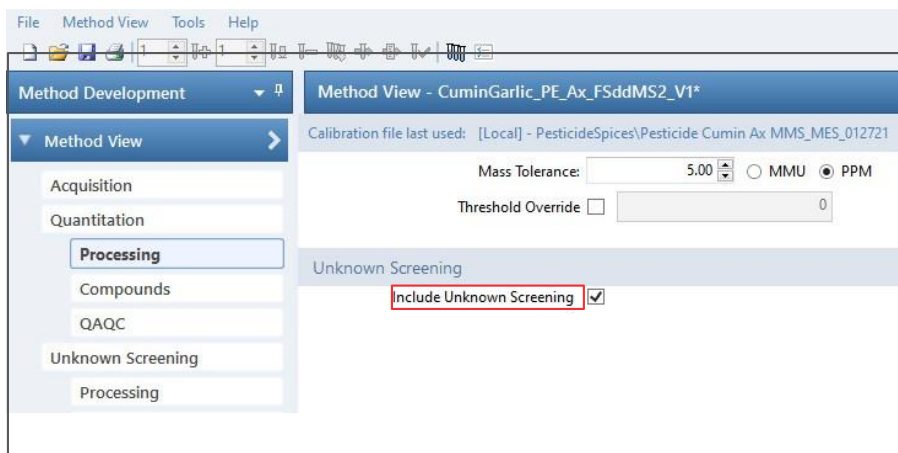 File Method View Tools Help
1 1
Method Development
Method View - CuminGarlic_PE_Ax_FSddMS2_V1*
Method View
Calibration file last used: [Local] - PesticideSpices\Pesticide Cumin Ax MMS_MES_012721
Acquisition
Mass Tolerance: 5.00 MMU PPM
Quantitation
Threshold Override 0
Processing
Unknown Screening
Compounds
Include Unknown Screening
QAQC
Unknown Screening
Processing